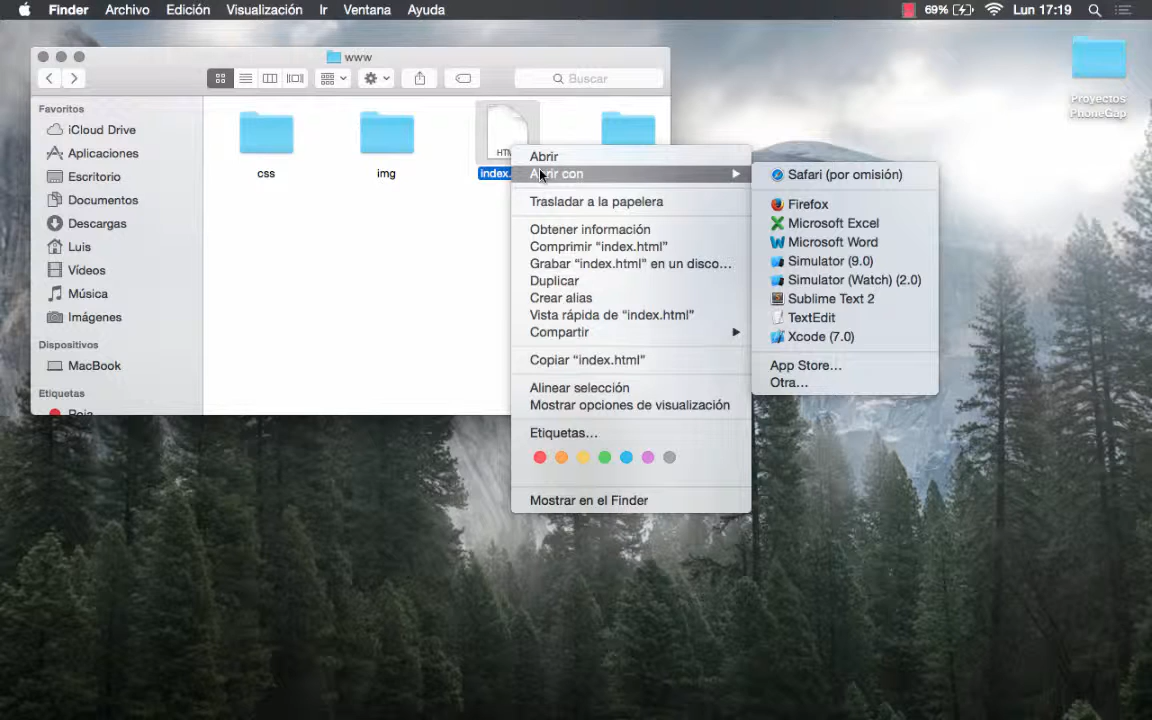 Finder Archivo Edición Visualización Ir Ventana Ayuda 69% Lun 17:19
www
Buscar
Favoritos
iCloud Drive
Aplicaciones
Escritorio
Documentos
Descargas
Luis
Vídeos
Música
Imágenes
Dispositivos
MacBook
Etiquetas
Roja
css
img
index.
Abrir
Abrir con
Trasladar a la papelera
Obtener información
Comprimir “index.html”
Grabar “index.html” en un disco...
Duplicar
Crear alias
Vista rápida de “index.html”
Compartir
Copiar “index.html”
Alinear selección
Mostrar opciones de visualización
Etiquetas...
Mostrar en el Finder
Safari (por omisión)
Firefox
Microsoft Excel
Microsoft Word
Simulator (9.0)
Simulator (Watch) (2.0)
Sublime Text 2
TextEdit
Xcode (7.0)
App Store...
Otra...
Proyectos
PhoneGap